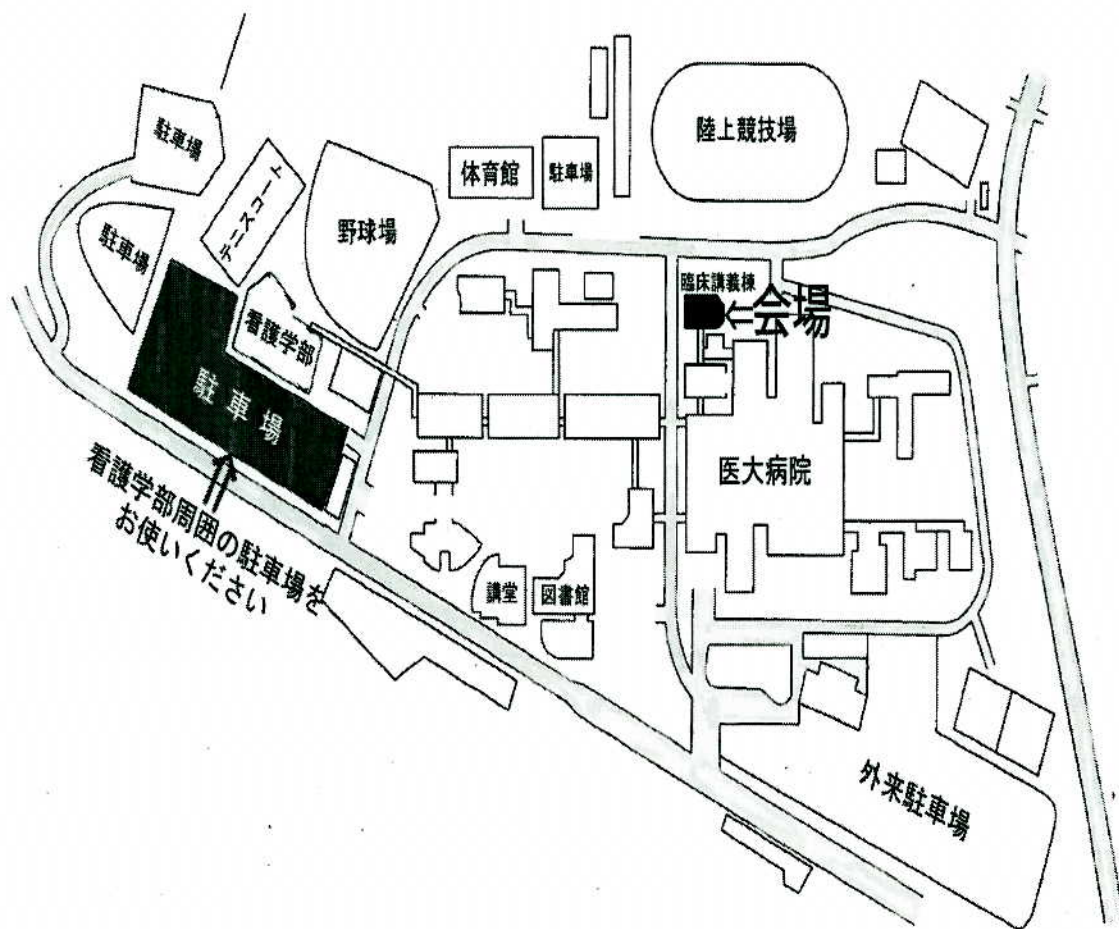 陸上競技場
駐車場
体育館
駐車場
テニスコート
野球場
駐車場
臨床講義棟
←会場
看護学部
駐車場
医大病院
看護学部周囲の駐車場を
お使いください
講堂
図書館
外来駐車場